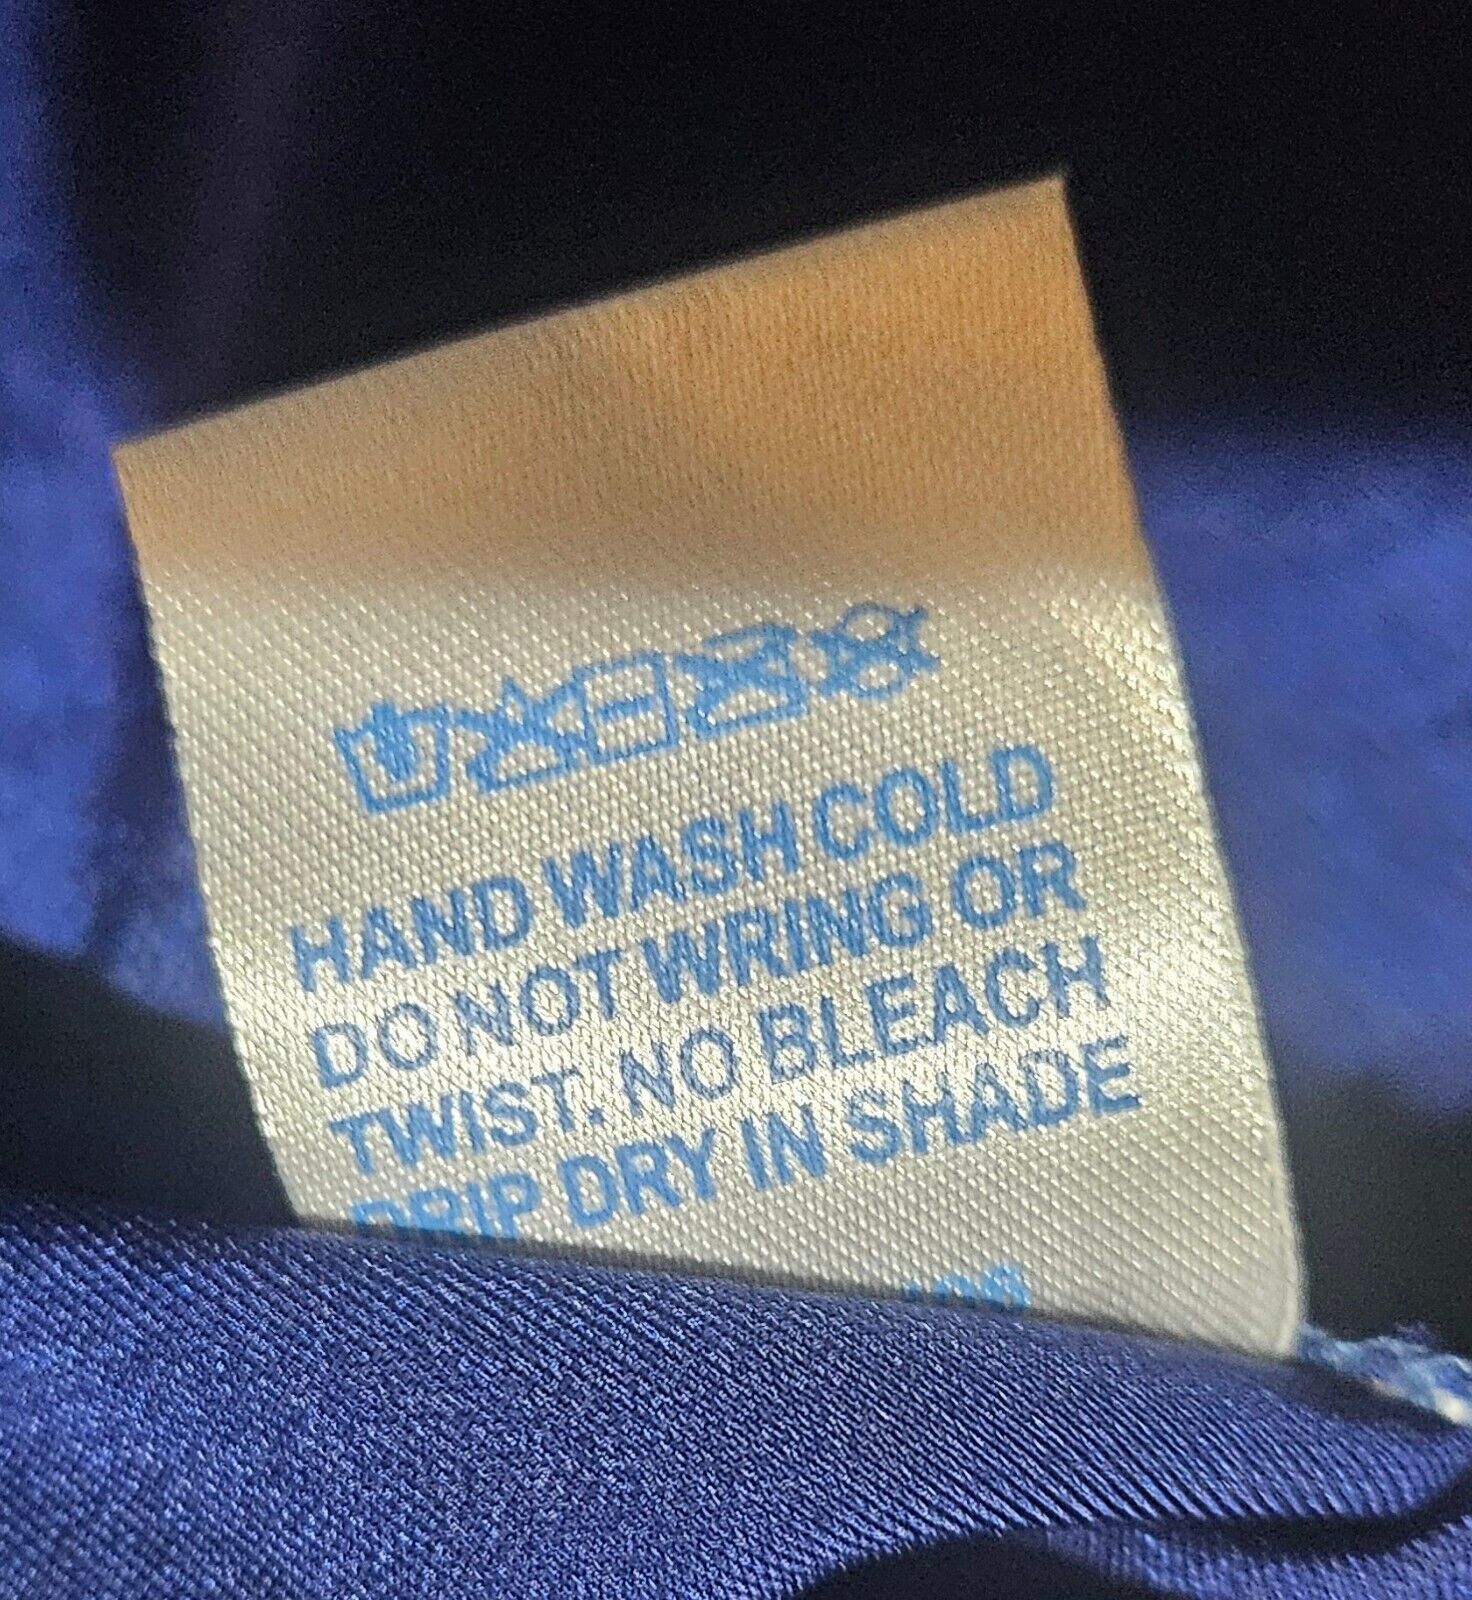 HAND WASH COLD
DO NOT WRING OR
TWIST. NO BLEACH
DRIP DRY IN SHADE